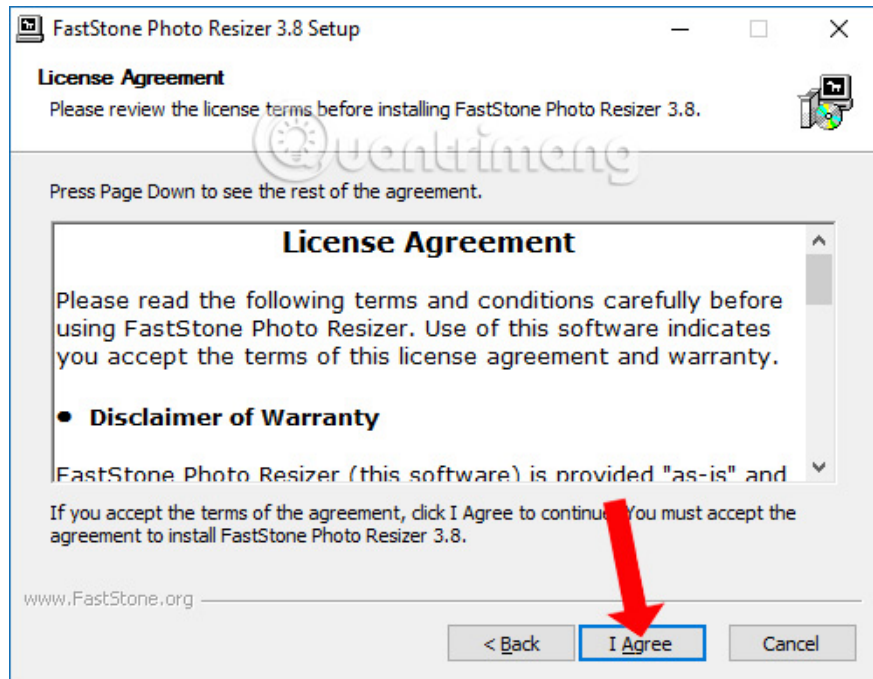 FastStone Photo Resizer 3.8 Setup
License Agreement
Please review the license terms before installing FastStone Photo Resizer 3.8.
Quantrimang
Press Page Down to see the rest of the agreement.
License Agreement
Please read the following terms and conditions carefully before
using FastStone Photo Resizer. Use of this software indicates
you accept the terms of this license agreement and warranty.
• Disclaimer of Warranty
FastStone Photo Resizer (this software) is provided "as-is" and
If you accept the terms of the agreement, click I Agree to continue. You must accept the
agreement to install FastStone Photo Resizer 3.8.
www.FastStone.org
< Back
I Agree
Cancel